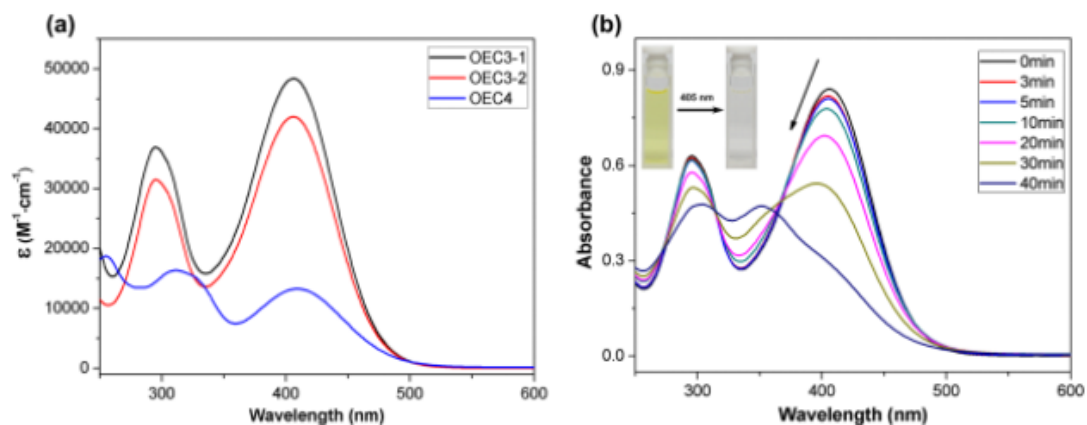 (a)
OEC3-1
OEC3-2
OEC4
50000
40000
30000
20000
10000
0
ε (M⁻¹·cm⁻¹)
300 400 500 600
Wavelength (nm)
(b)
0min
3min
5min
10min
20min
30min
40min
405 nm
0.9
0.6
0.3
0.0
Absorbance
300 400 500 600
Wavelength (nm)